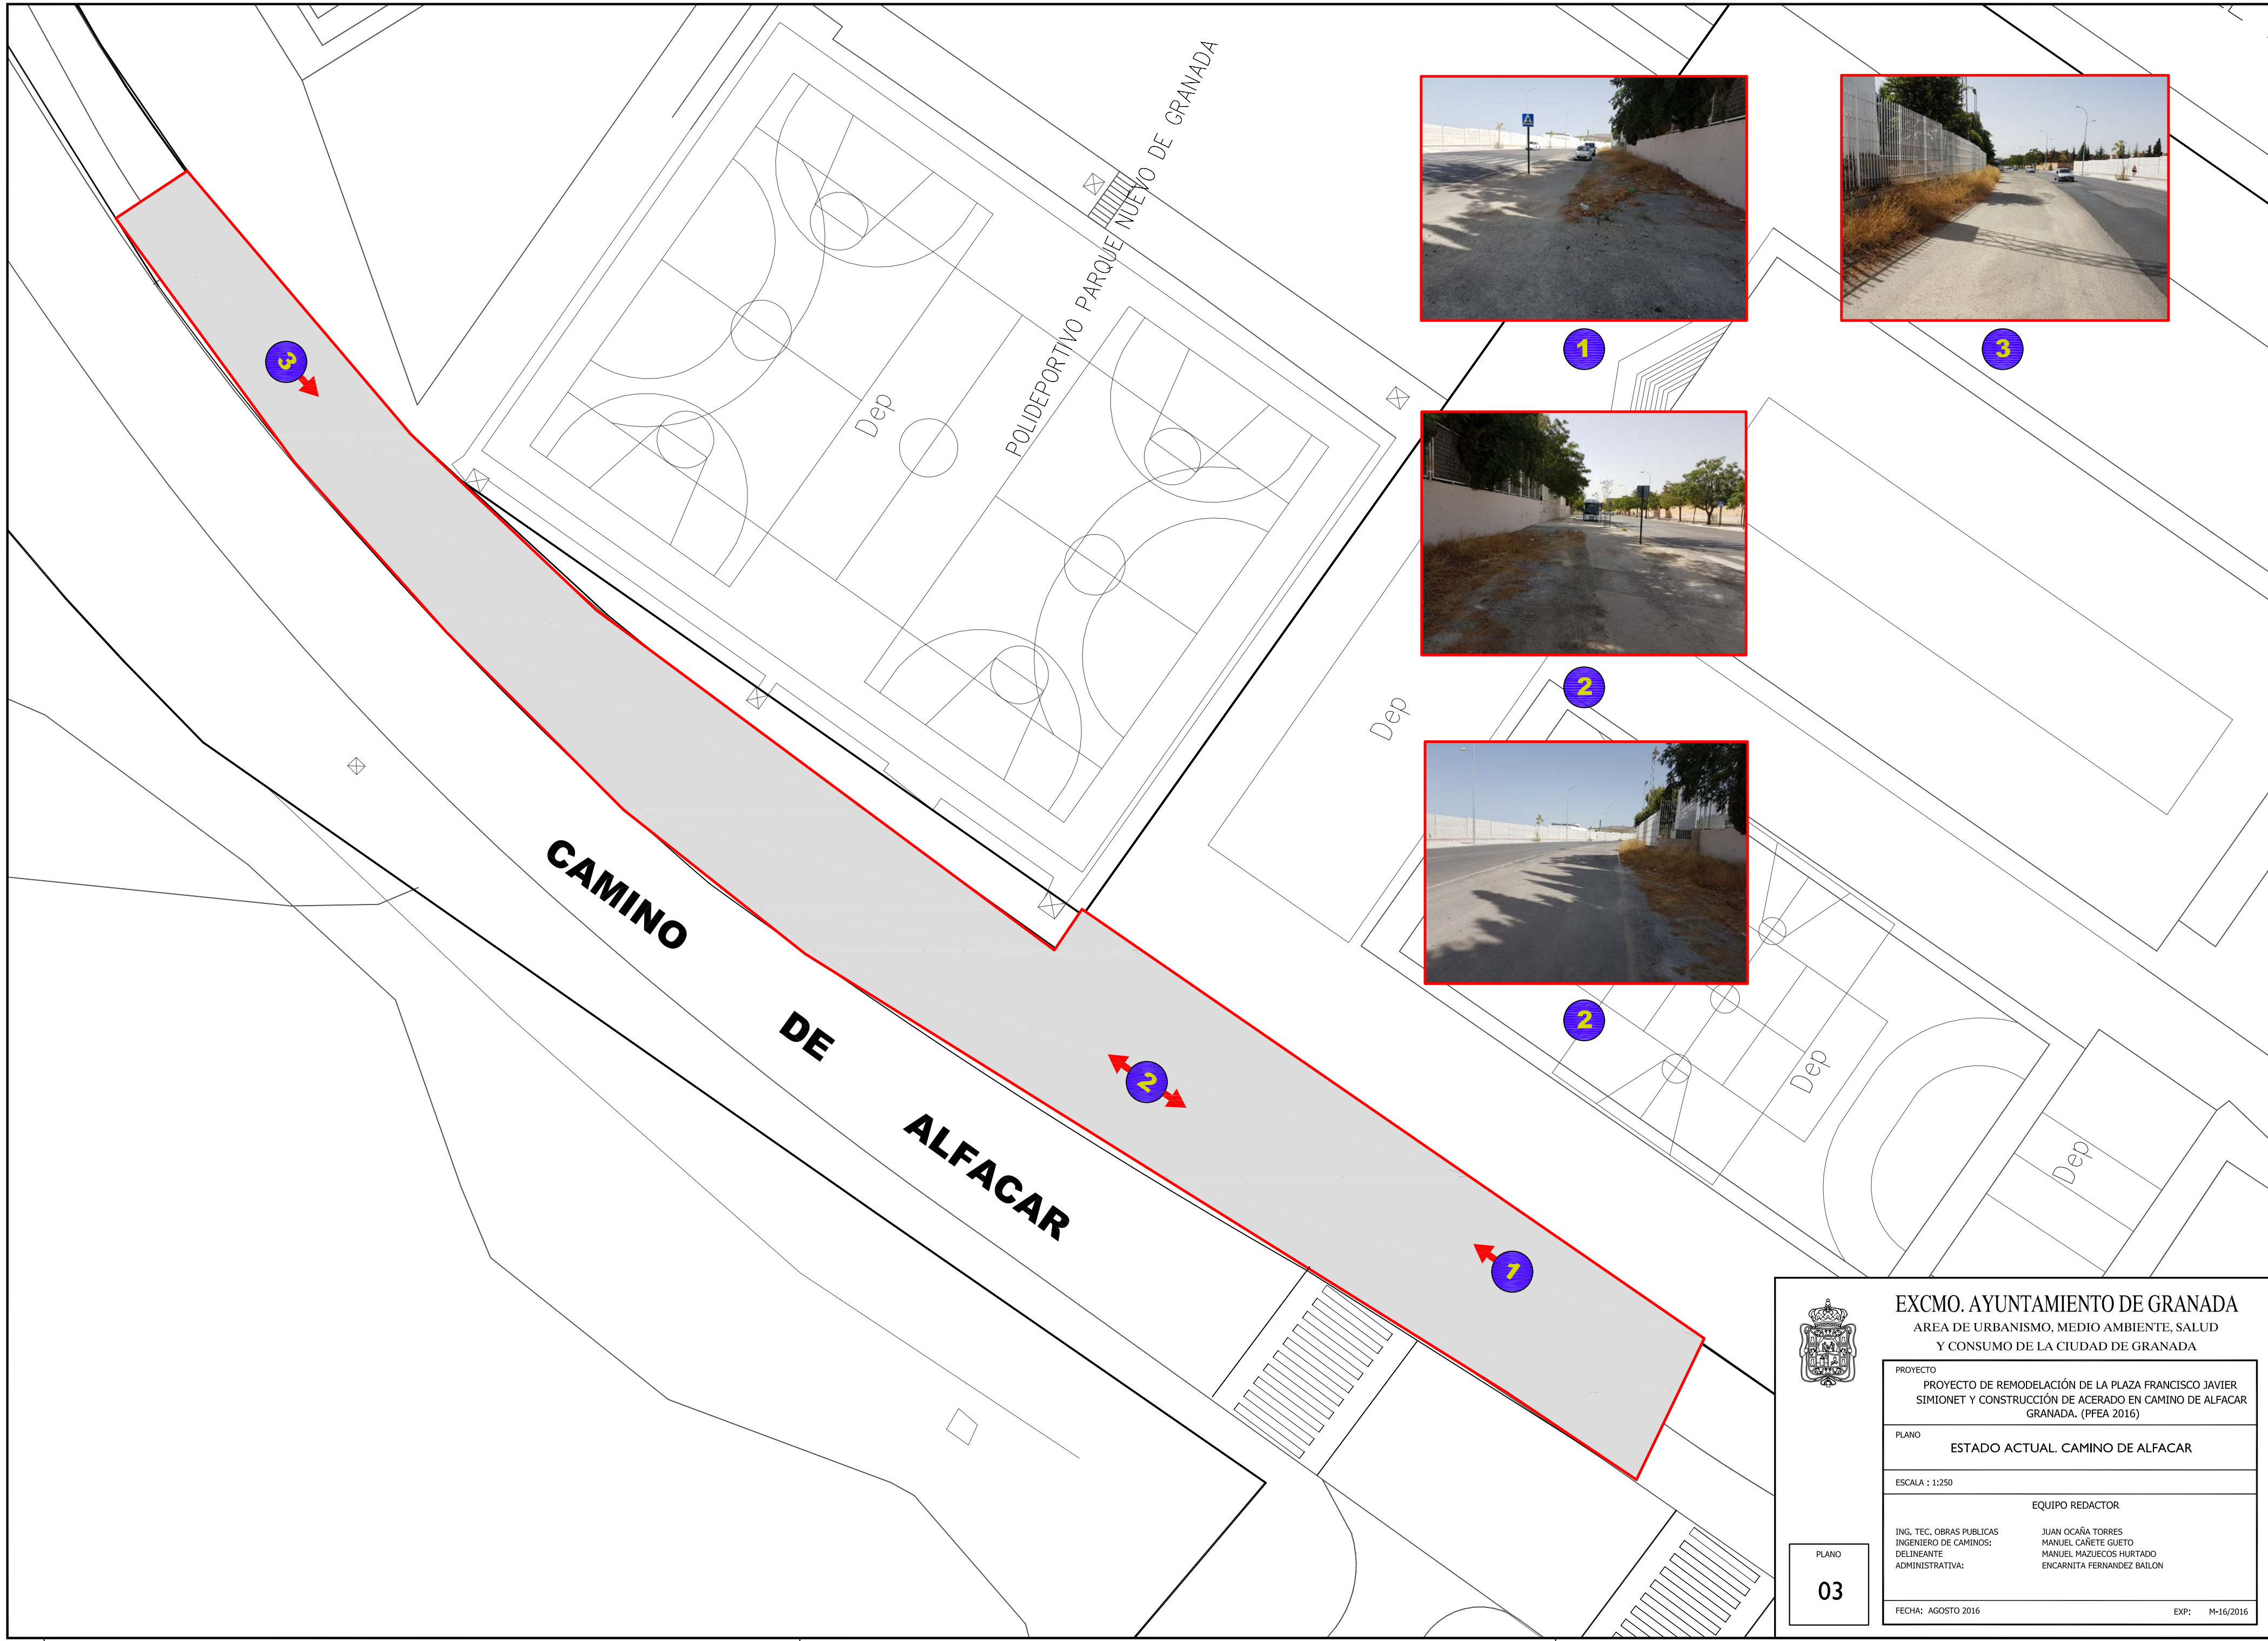 POLIDEPORTIVO PARQUE NUEVO DE GRANADA
Dep
Dep
Dep
Dep
1
3
2
2
3
2
1
CAMINO
DE
ALFACAR
EXCMO. AYUNTAMIENTO DE GRANADA
AREA DE URBANISMO, MEDIO AMBIENTE, SALUD
Y CONSUMO DE LA CIUDAD DE GRANADA
PROYECTO
PROYECTO DE REMODELACIÓN DE LA PLAZA FRANCISCO JAVIER
SIMIONET Y CONSTRUCCIÓN DE ACERADO EN CAMINO DE ALFACAR
GRANADA. (PFEA 2016)
PLANO
ESTADO ACTUAL. CAMINO DE ALFACAR
ESCALA : 1:250
EQUIPO REDACTOR
ING. TEC. OBRAS PUBLICAS JUAN OCAÑA TORRES
INGENIERO DE CAMINOS: MANUEL CAÑETE GUETO
DELINEANTE MANUEL MAZUECOS HURTADO
ADMINISTRATIVA: ENCARNITA FERNANDEZ BAILON
FECHA: AGOSTO 2016 EXP: M-16/2016
PLANO
03